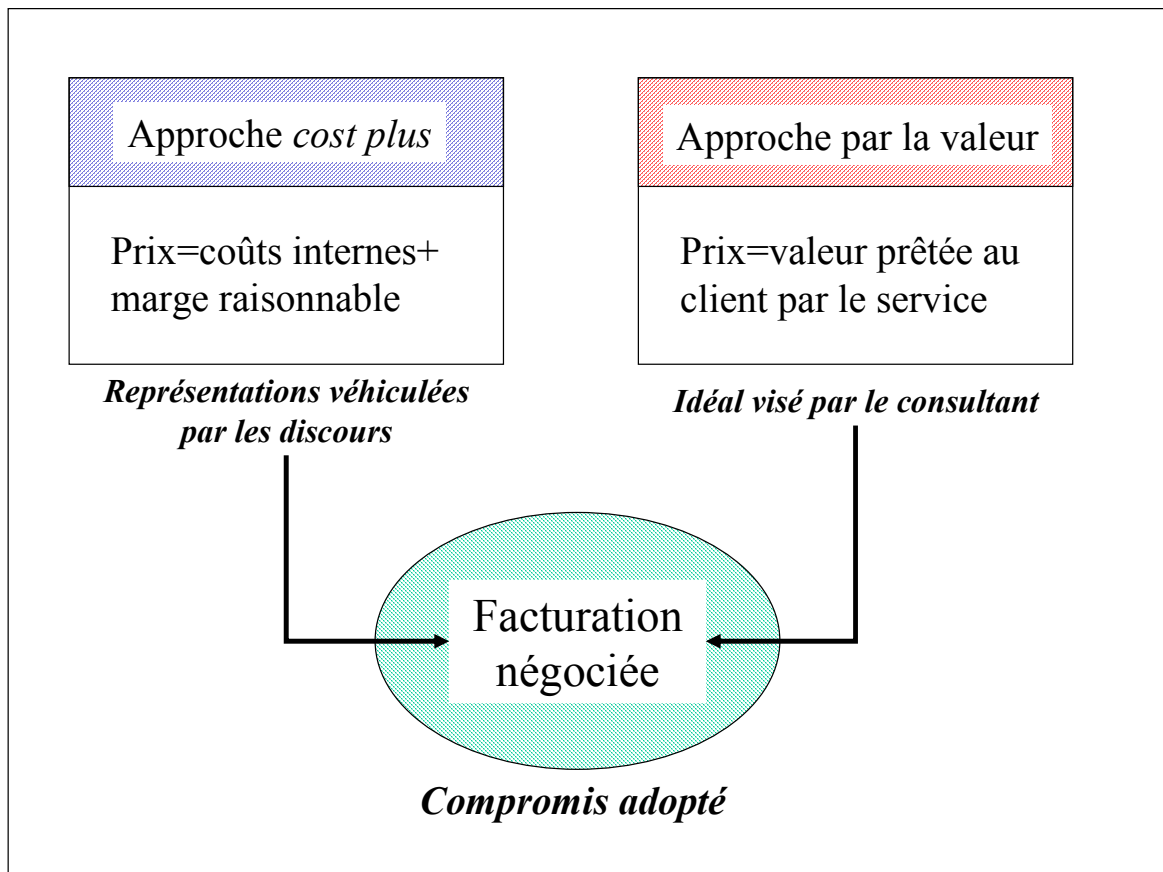 Approche cost plus
Prix=coûts internes+
marge raisonnable
Représentations véhiculées
par les discours
Approche par la valeur
Prix=valeur prêtée au
client par le service
Idéal visé par le consultant
Facturation
négociée
Compromis adopté